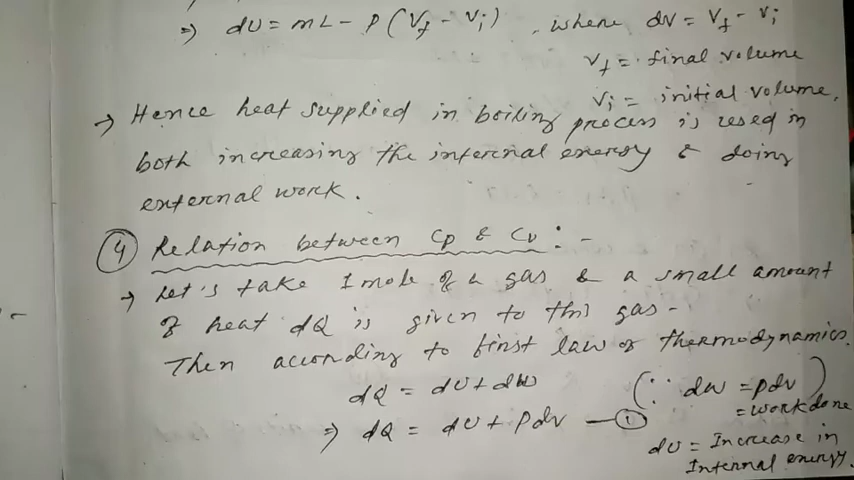 ⇒ dU = mL - P(Vf - Vi) , where dV = Vf - Vi
Vf = final volume
Vi = initial volume.
→ Hence heat supplied in boiling process is used in
both increasing the internal energy & doing
external work.
④ Relation between Cp & Cv :-
→ Let's take 1 mole of a gas & a small amount
of heat dQ is given to this gas -
Then according to first law of thermodynamics.
dQ = dU + dW (∵ dW = PdV
= workdone)
⇒ dQ = dU + PdV —①
dU = Increase in
Internal energy.